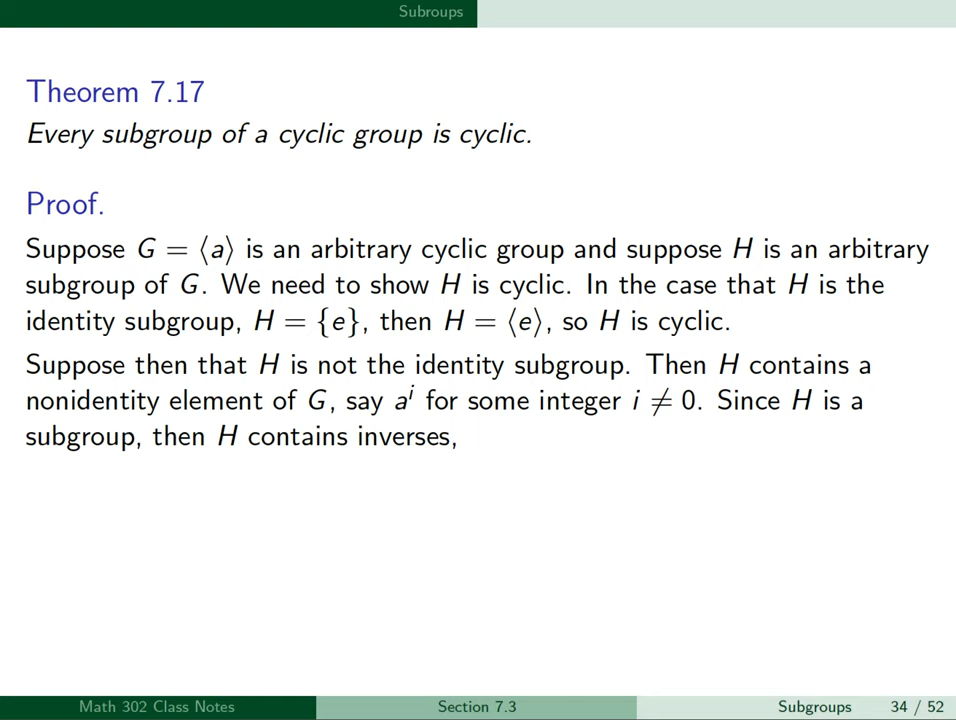 Subroups
Theorem 7.17
Every subgroup of a cyclic group is cyclic.
Proof.
Suppose G = ⟨a⟩ is an arbitrary cyclic group and suppose H is an arbitrary
subgroup of G. We need to show H is cyclic. In the case that H is the
identity subgroup, H = {e}, then H = ⟨e⟩, so H is cyclic.
Suppose then that H is not the identity subgroup. Then H contains a
nonidentity element of G, say aⁱ for some integer i ≠ 0. Since H is a
subgroup, then H contains inverses,
Math 302 Class Notes Section 7.3 Subgroups 34 / 52